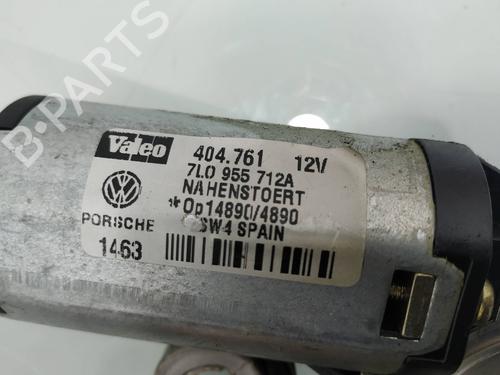 B-PARTS
Valeo 404.761 12V
7L0 955 712A
NAHENSTOERT
*Op14890/4890
PORSCHE SW4 SPAIN
1463